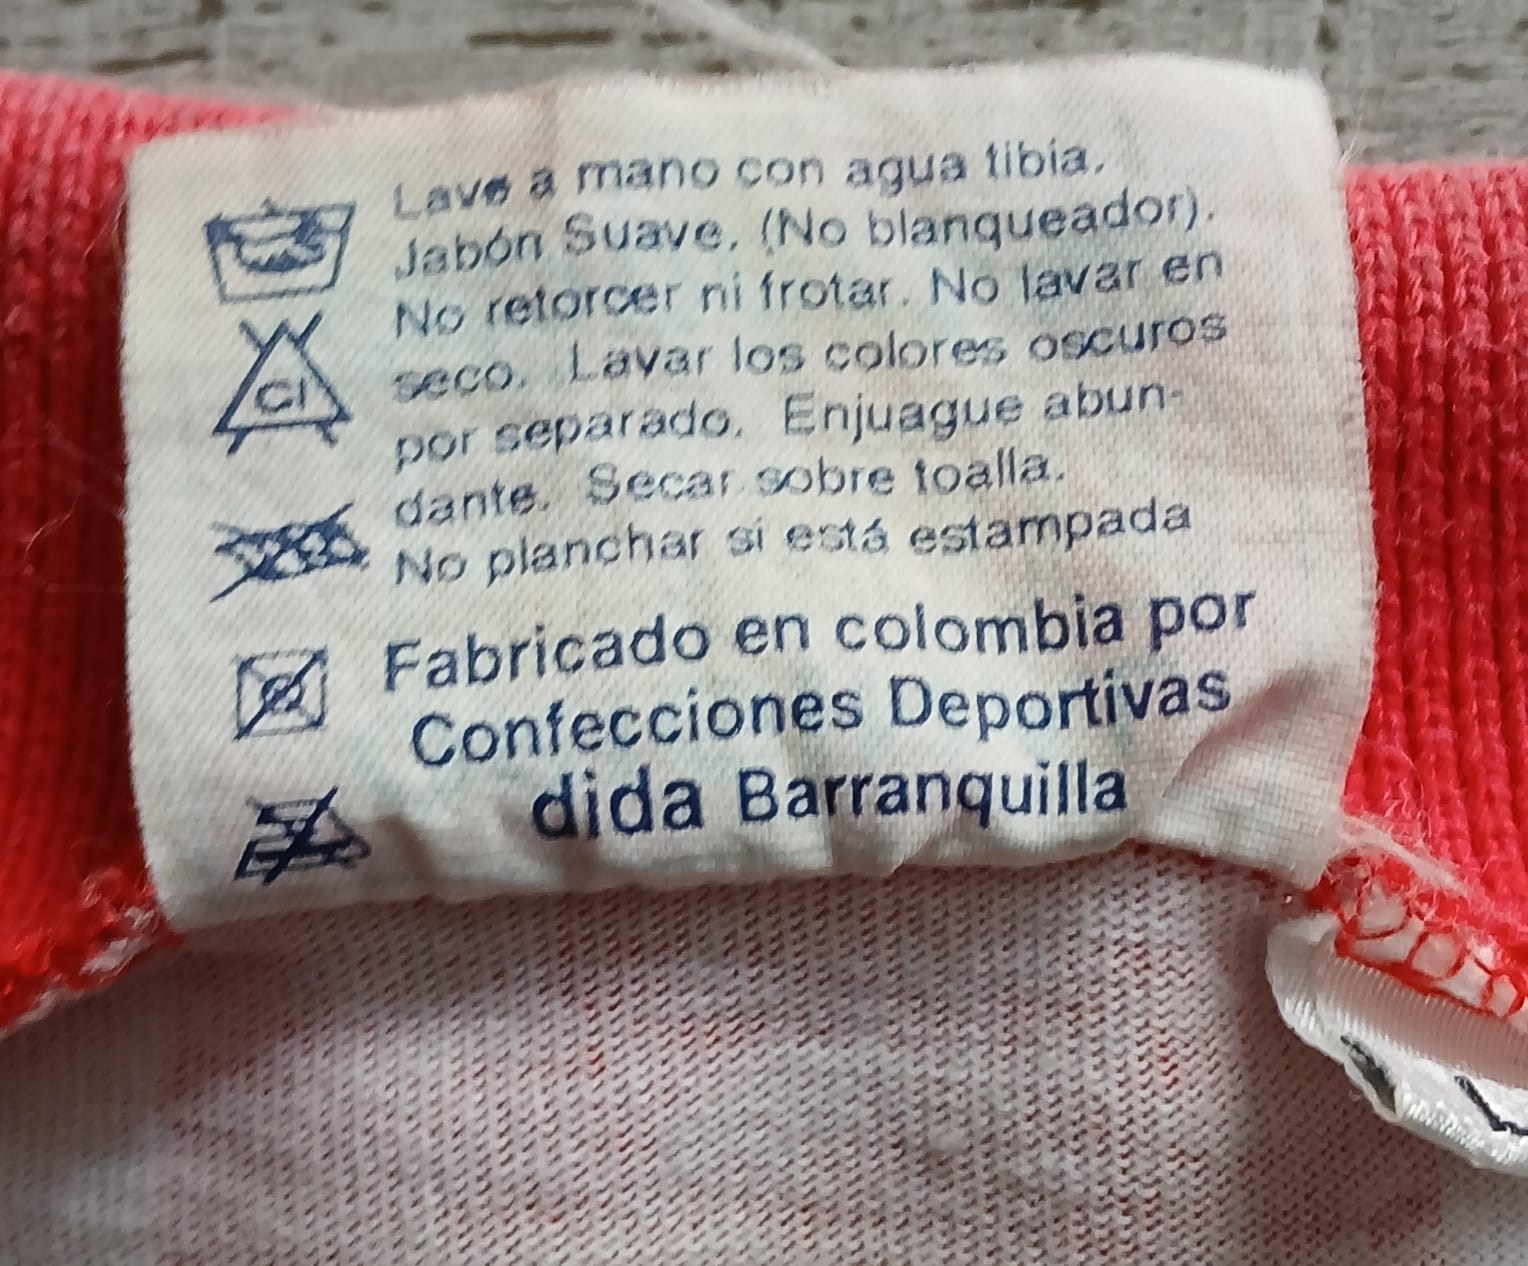 Lave a mano con agua tibia.
Jabón Suave. (No blanqueador).
No retorcer ni frotar. No lavar en
seco. Lavar los colores oscuros
por separado. Enjuague abun-
dante. Secar sobre toalla.
No planchar si está estampada
Cl
Fabricado en colombia por
Confecciones Deportivas
dida Barranquilla